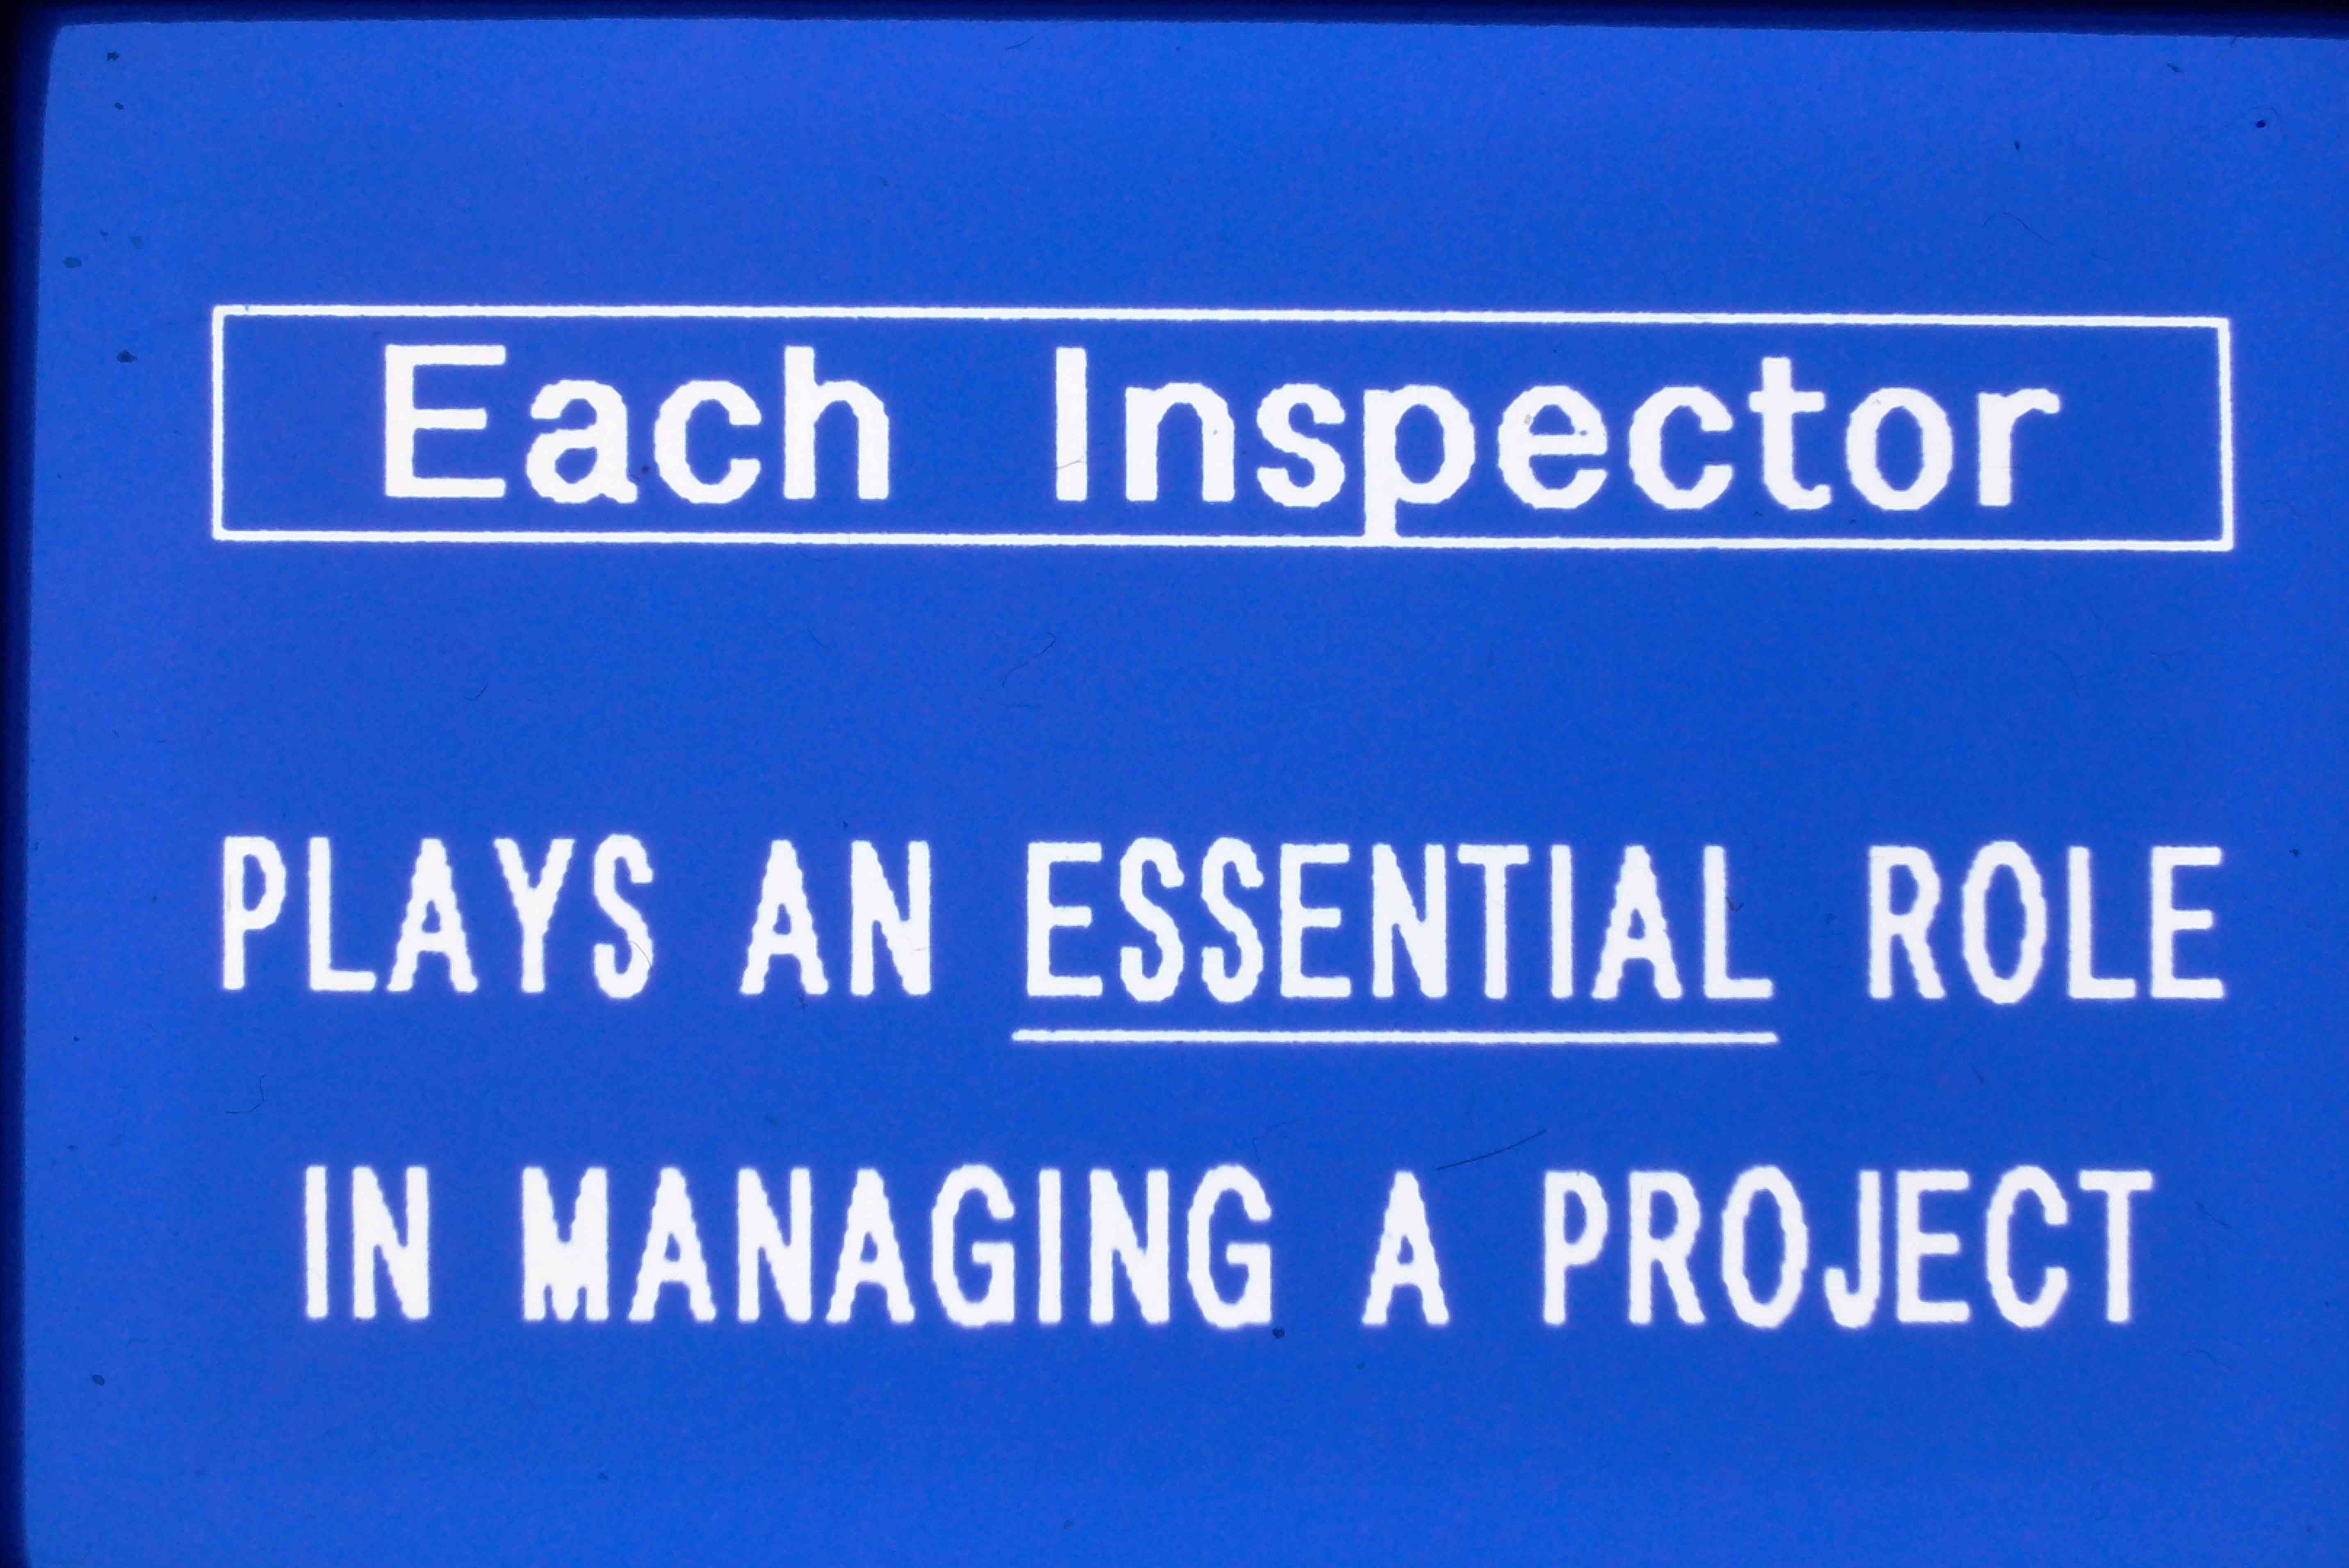 Each Inspector
PLAYS AN ESSENTIAL ROLE
IN MANAGING A PROJECT